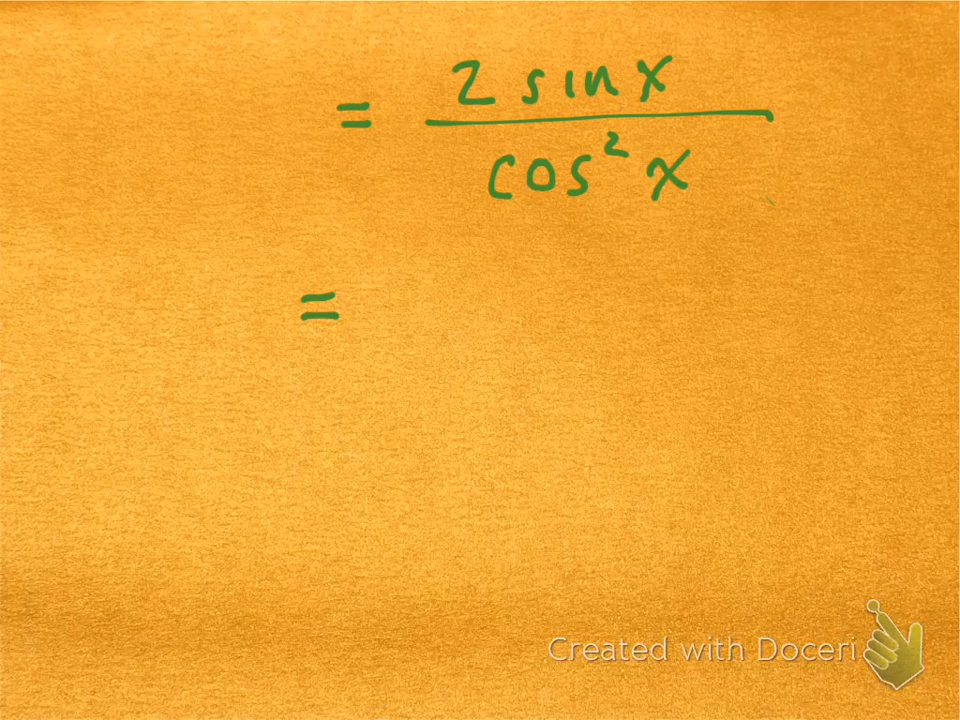 = 2 sin x / cos² x
=
Created with Doceri